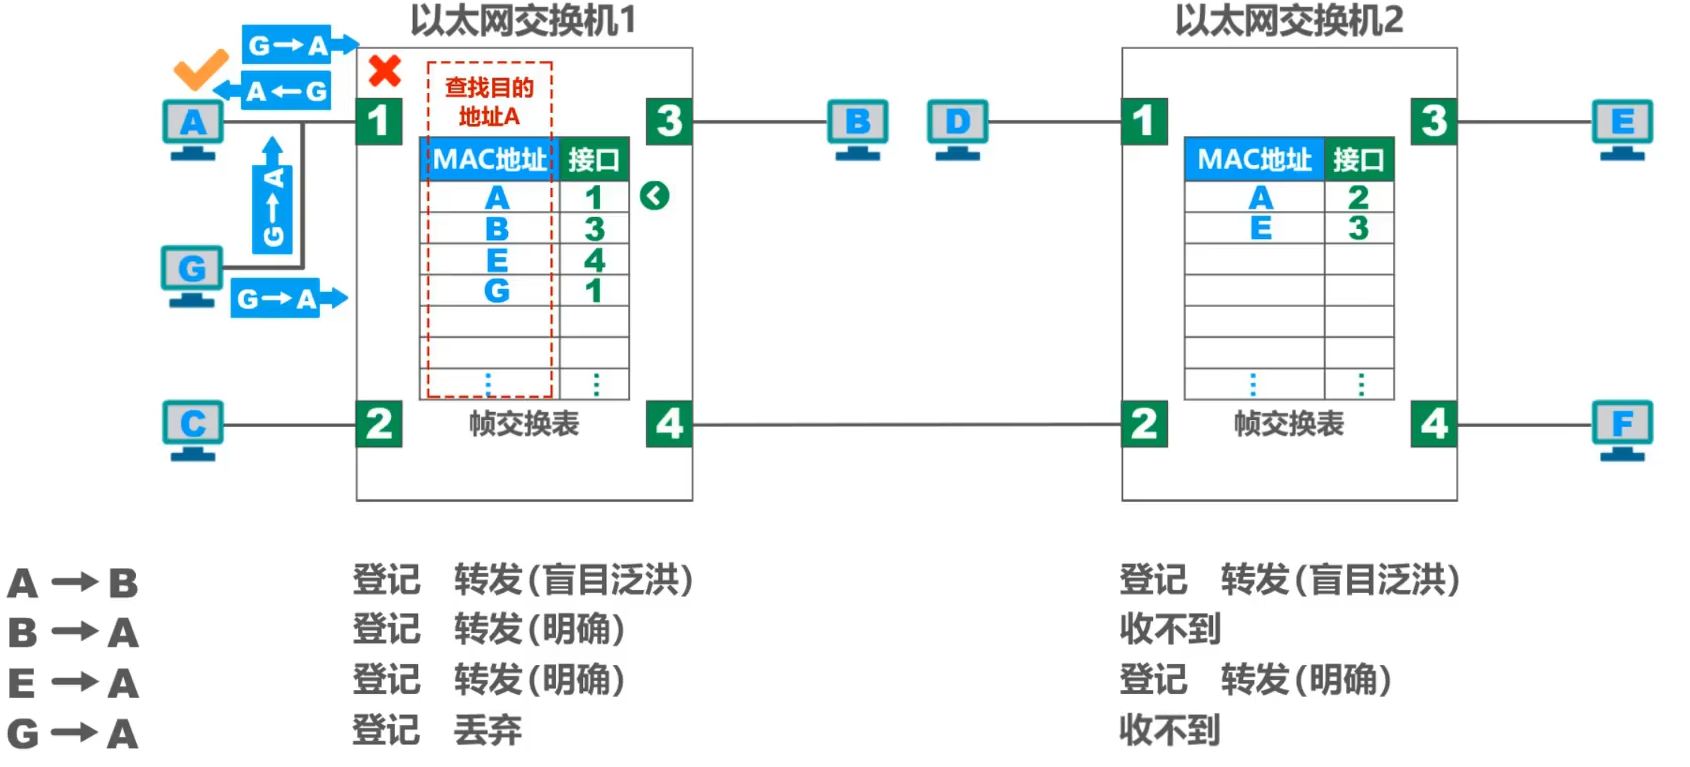 以太网交换机1
以太网交换机2
G→A
A←G
查找目的
地址A
A
1
3
B
D
1
3
E
MAC地址 接口
A 1
B 3
E 4
G 1
⋮ ⋮
MAC地址 接口
A 2
E 3
⋮ ⋮
G→A
G
G→A
C
2
帧交换表
4
2
帧交换表
4
F
A→B 登记 转发(盲目泛洪) 登记 转发(盲目泛洪)
B→A 登记 转发(明确) 收不到
E→A 登记 转发(明确) 登记 转发(明确)
G→A 登记 丢弃 收不到